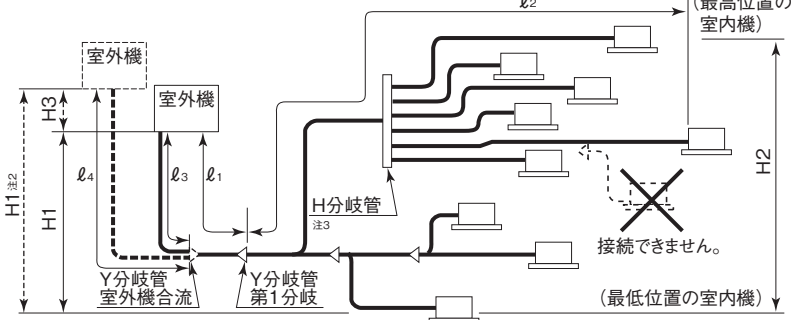 ℓ2
(最高位置の
室内機)
室外機
室外機
H3
H1注2
H1
ℓ4
ℓ3
ℓ1
H2
H分岐管
注3
接続できません。
Y分岐管
室外機合流
Y分岐管
第1分岐
(最低位置の室内機)